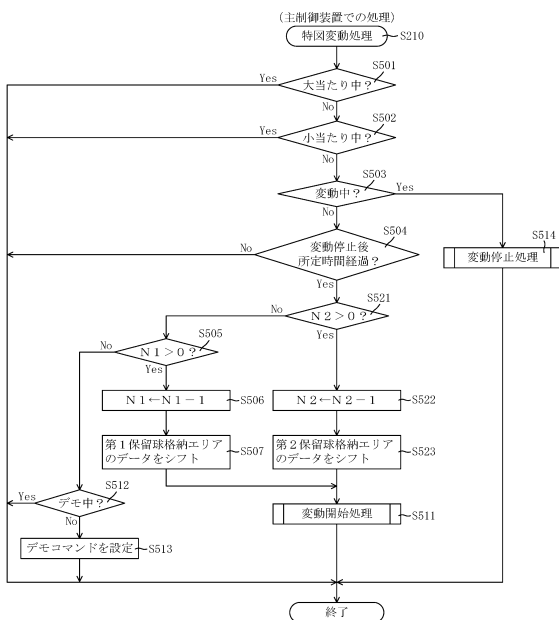 (主制御装置での処理)
特図変動処理
S210
S501
Yes
大当たり中？
No
S502
Yes
小当たり中？
No
S503
変動中？
Yes
No
S504
No
変動停止後
所定時間経過？
Yes
S514
変動停止処理
S521
No
Ｎ２＞０？
Yes
S505
No
Ｎ１＞０？
Yes
Ｎ１←Ｎ１－１
S506
Ｎ２←Ｎ２－１
S522
第１保留球格納エリア
のデータをシフト
S507
第２保留球格納エリア
のデータをシフト
S523
S512
Yes
デモ中？
No
変動開始処理
S511
デモコマンドを設定
S513
終了